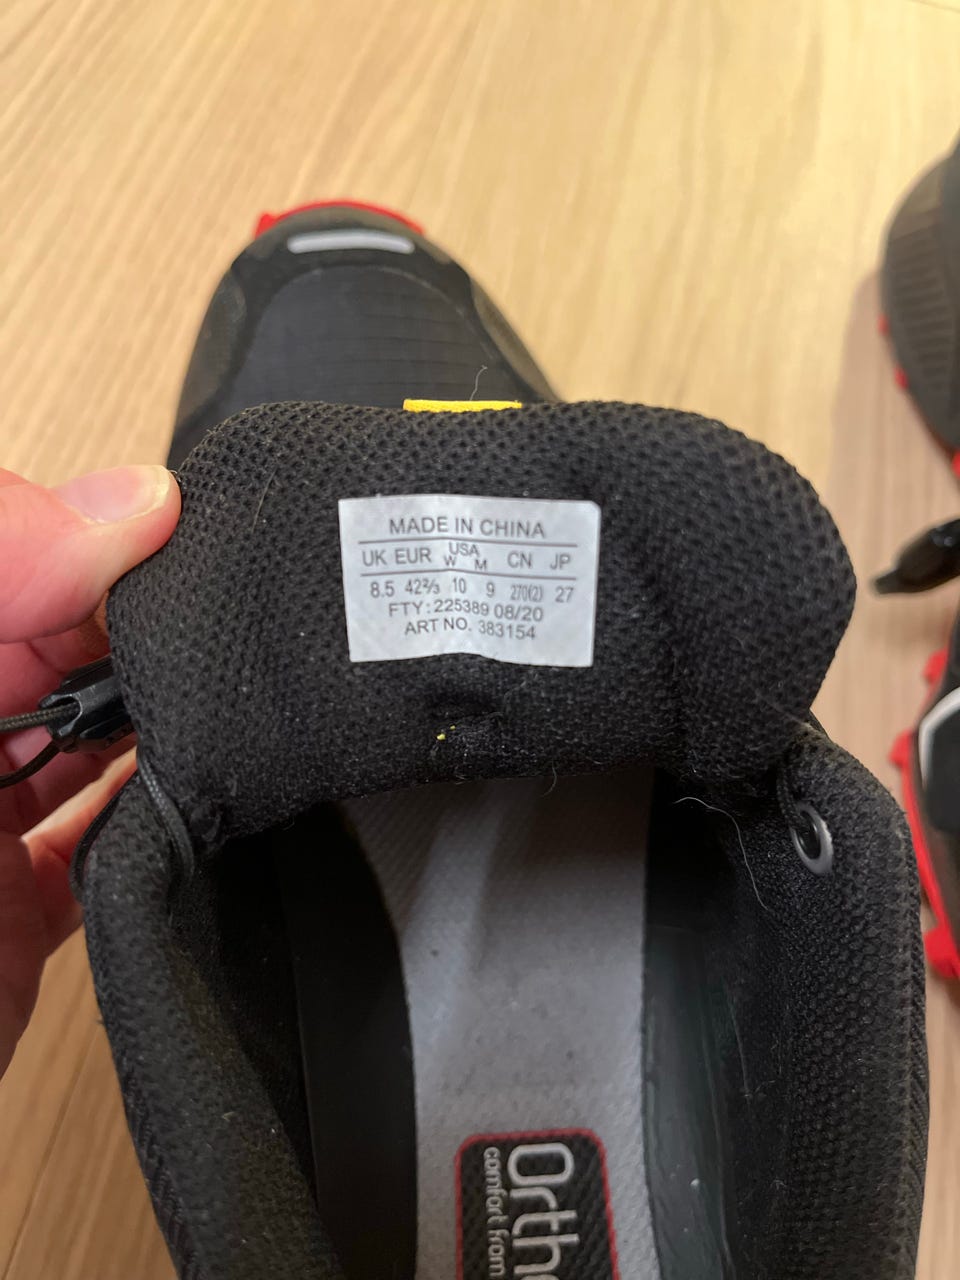 MADE IN CHINA
UK EUR USA W M CN JP
8.5 42⅔ 10 9 270(2) 27
FTY: 225389 08/20
ART NO. 383154
Ortho
comfort from